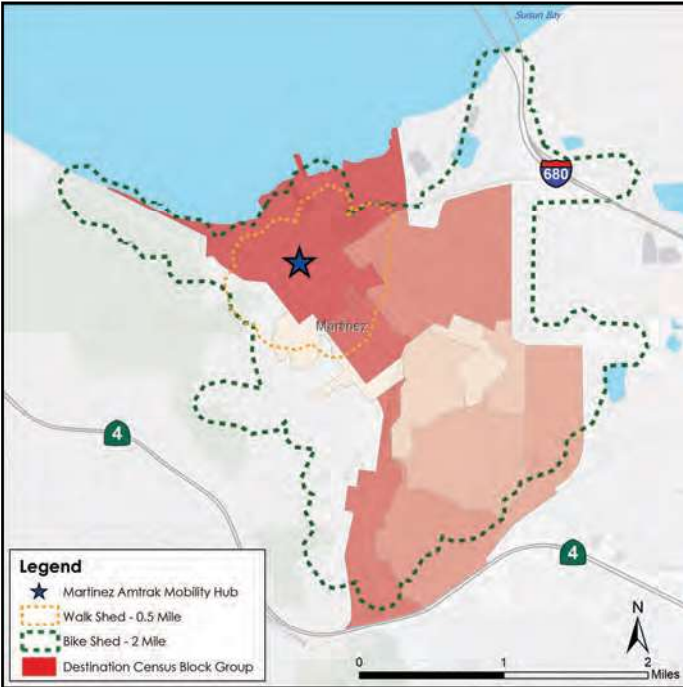 Suisun Bay
680
Martinez
4
4
Legend
Martinez Amtrak Mobility Hub
Walk Shed - 0.5 Mile
Bike Shed - 2 Mile
Destination Census Block Group
N
0 1 2
Miles